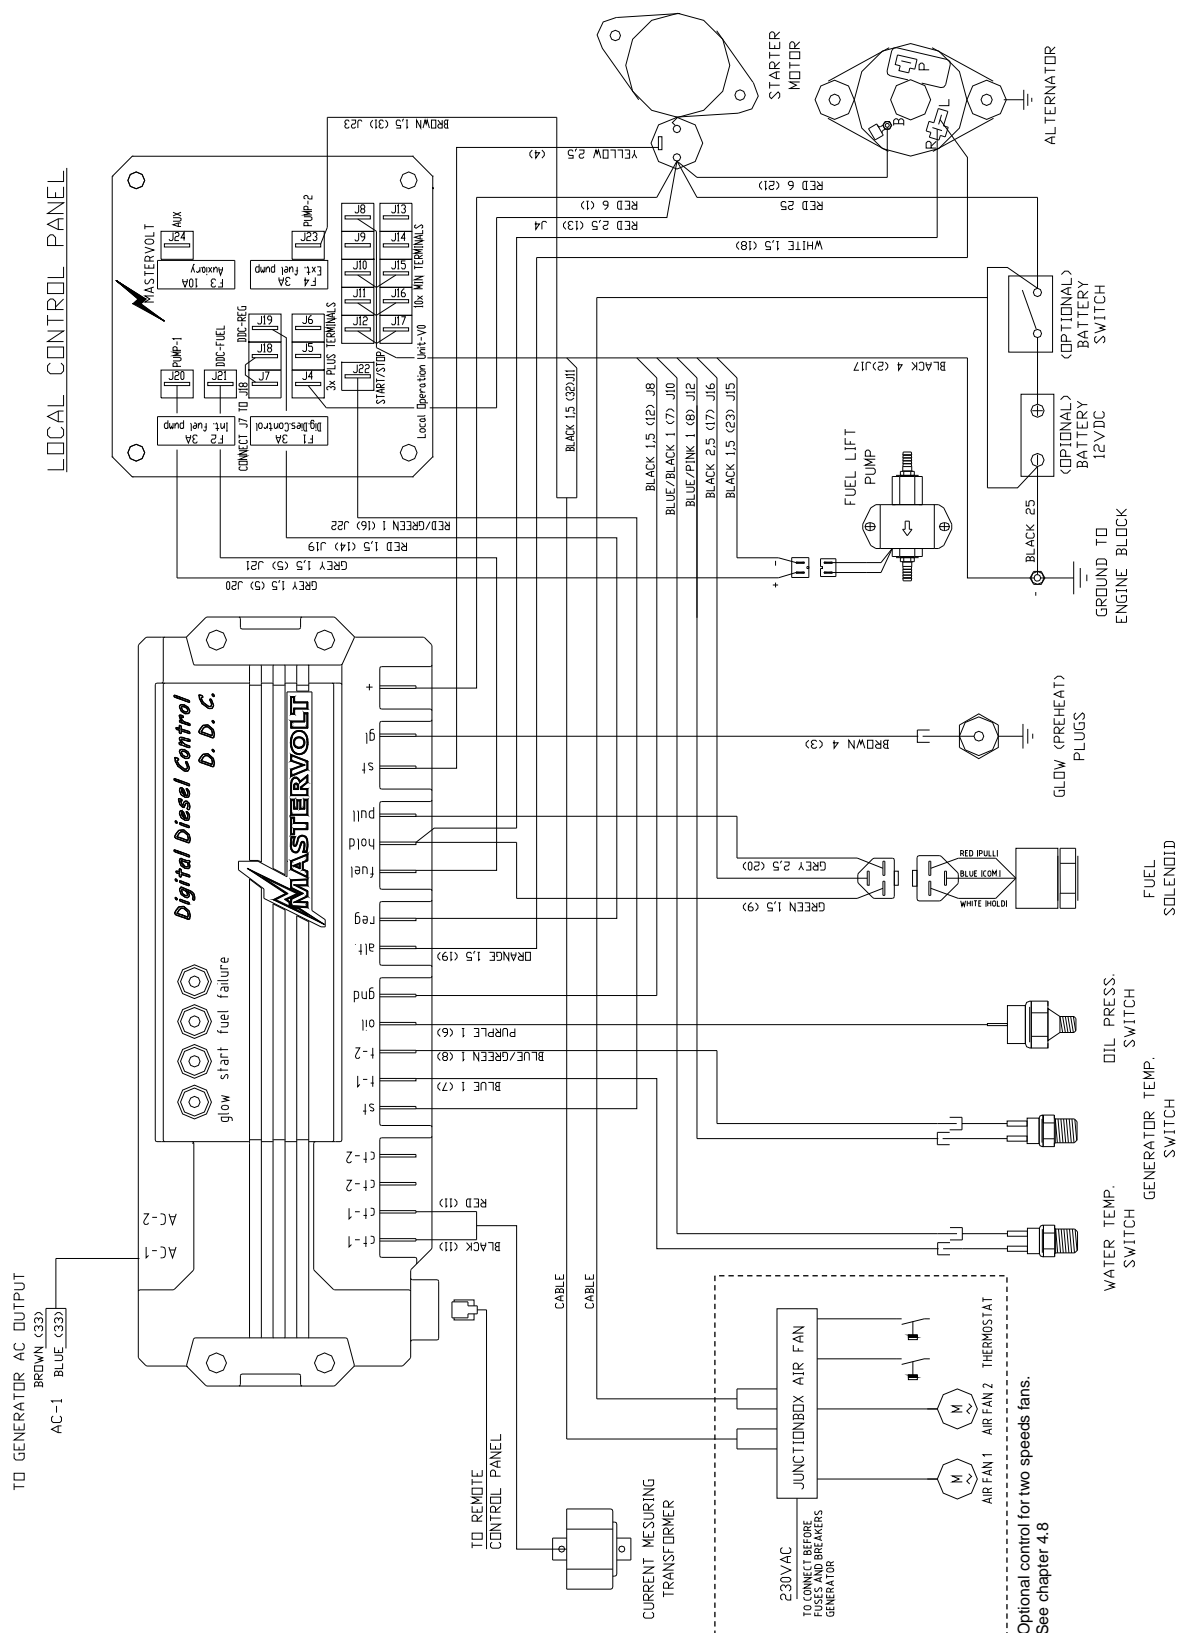 LOCAL CONTROL PANEL
MASTERVOLT
AUX
J24
F3 10A
Auxiliary
PUMP-2
J23
F4 3A
Ext. Fuel pump
PUMP-1
J20
DDC-FUEL
J21
F2 3A
Int. Fuel pump
DDC-REG
J19
J18
J7
CONNECT J7 TO J18
F1 3A
Dig.Dies.Control
J6
J5
J4
3x PLUS TERMINALS
J8
J9
J10
J11
J12
J13
J14
J15
J16
J17
10x MIN TERMINALS
J22
START/STOP
Local Operation Unit-V0
J23 BROWN 1,5 (31)
YELLOW 2,5 (4)
RED 6 (1)
RED 2,5 (13) J4
WHITE 1,5 (18)
RED 6 (21)
RED 25
STARTER
MOTOR
P
B
R
L
ALTERNATOR
(OPTIONAL)
BATTERY
SWITCH
(OPIONAL)
BATTERY
12VDC
BLACK 25
GROUND TO
ENGINE BLOCK
BLACK 4 (2)J17
BLACK 1,5 (32)J11
BLACK 1,5 (12) J8
BLUE/BLACK 1 (7) J10
BLUE/PINK 1 (8) J12
BLACK 2,5 (17) J16
BLACK 1,5 (23) J15
FUEL LIFT
PUMP
-
+
-
RED/GREEN 1 (16) J22
RED 1,5 (14) J19
GREY 1,5 (5) J21
GREY 1,5 (5) J20
Digital Diesel Control
D. D. C.
MASTERVOLT
glow start fuel failure
+
gl
st
pull
hold
fuel
reg
alt.
gnd
oil
t-2
t-1
st
ct-2
ct-2
ct-1
ct-1
AC-2
AC-1
BROWN 4 (3)
GLOW (PREHEAT)
PLUGS
GREY 2,5 (20)
GREEN 1,5 (9)
RED (PULL)
BLUE (COM)
WHITE (HOLD)
FUEL
SOLENOID
ORANGE 1,5 (19)
PURPLE 1 (6)
BLUE/GREEN 1 (8)
BLUE 1 (7)
RED (11)
BLACK (11)
OIL PRESS.
SWITCH
GENERATOR TEMP.
SWITCH
WATER TEMP.
SWITCH
TO GENERATOR AC OUTPUT
BROWN (33)
AC-1 BLUE (33)
TO REMOTE
CONTROL PANEL
CURRENT MESURING
TRANSFORMER
CABLE
CABLE
JUNCTIONBOX AIR FAN
230VAC
TO CONNECT BEFORE
FUSES AND BREAKERS
GENERATOR
M
~
AIR FAN 1
M
~
AIR FAN 2
THERMOSTAT
Optional control for two speeds fans.
See chapter 4.8